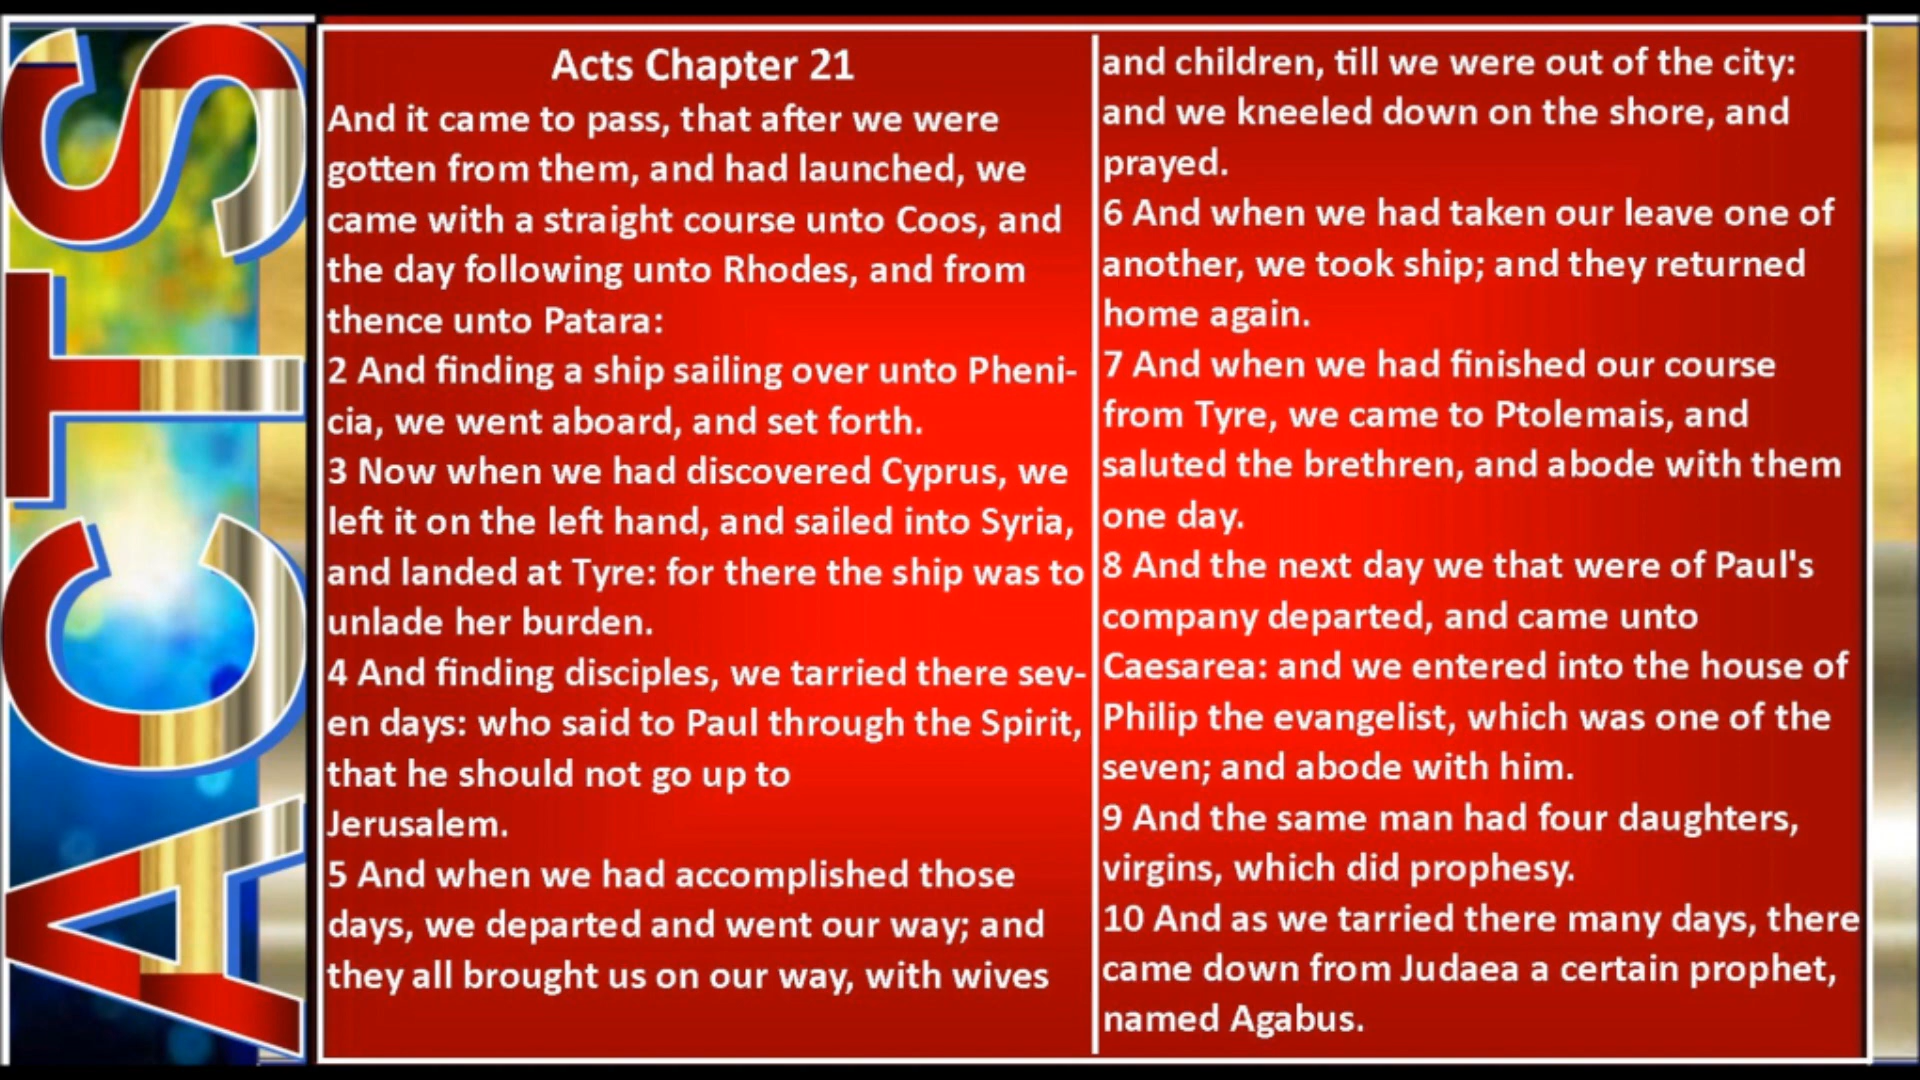 ACTS
Acts Chapter 21
And it came to pass, that after we were
gotten from them, and had launched, we
came with a straight course unto Coos, and
the day following unto Rhodes, and from
thence unto Patara:
2 And finding a ship sailing over unto Pheni-
cia, we went aboard, and set forth.
3 Now when we had discovered Cyprus, we
left it on the left hand, and sailed into Syria,
and landed at Tyre: for there the ship was to
unlade her burden.
4 And finding disciples, we tarried there sev-
en days: who said to Paul through the Spirit,
that he should not go up to
Jerusalem.
5 And when we had accomplished those
days, we departed and went our way; and
they all brought us on our way, with wives
and children, till we were out of the city:
and we kneeled down on the shore, and
prayed.
6 And when we had taken our leave one of
another, we took ship; and they returned
home again.
7 And when we had finished our course
from Tyre, we came to Ptolemais, and
saluted the brethren, and abode with them
one day.
8 And the next day we that were of Paul's
company departed, and came unto
Caesarea: and we entered into the house of
Philip the evangelist, which was one of the
seven; and abode with him.
9 And the same man had four daughters,
virgins, which did prophesy.
10 And as we tarried there many days, there
came down from Judaea a certain prophet,
named Agabus.